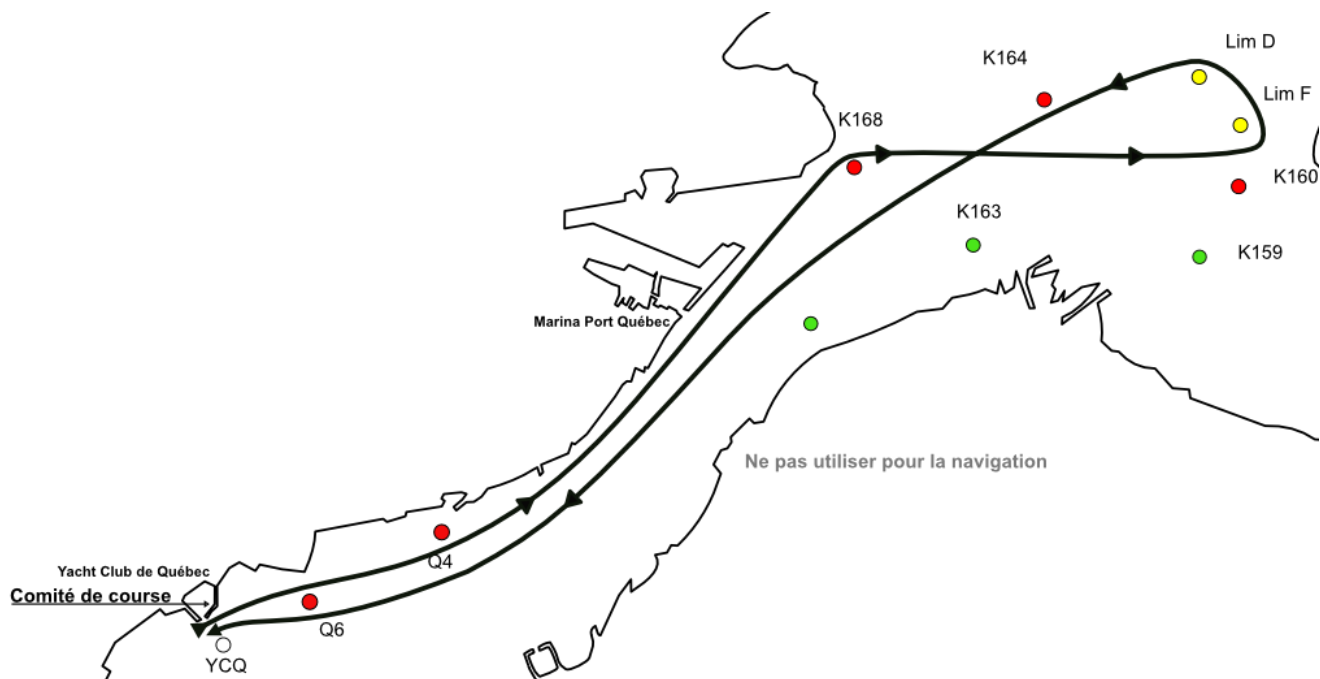 Lim D
K164
Lim F
K168
K160
K163
K159
Marina Port Québec
Ne pas utiliser pour la navigation
Q4
Yacht Club de Québec
Comité de course
Q6
YCQ